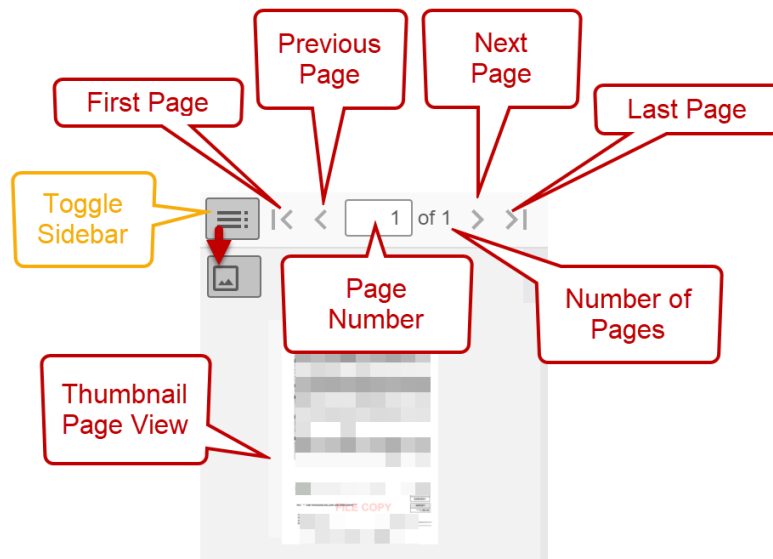 Previous
Page
Next
Page
First Page
Last Page
Toggle
Sidebar
1 of 1
Page
Number
Number of
Pages
Thumbnail
Page View
FILE COPY